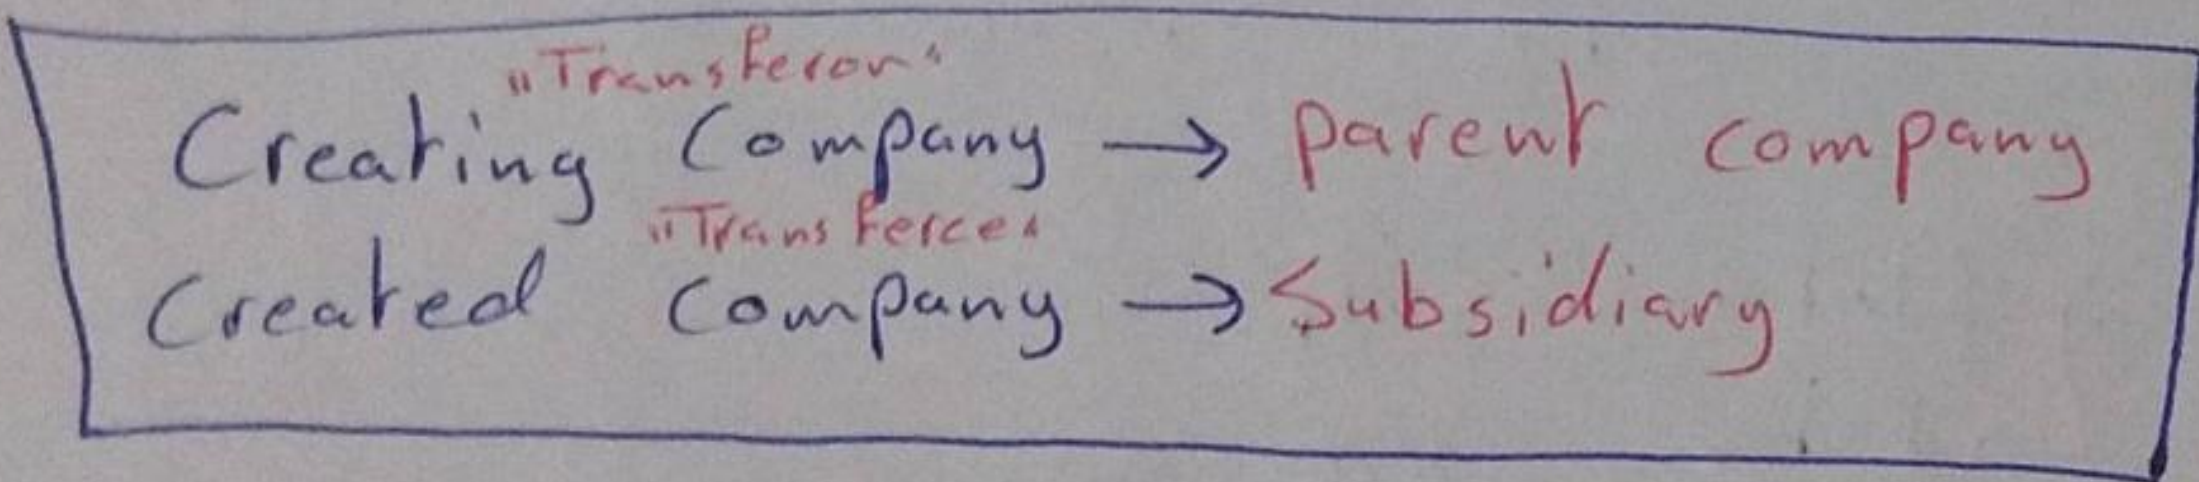 "Transferor"
Creating Company → Parent company
"Transferee"
Created Company → Subsidiary